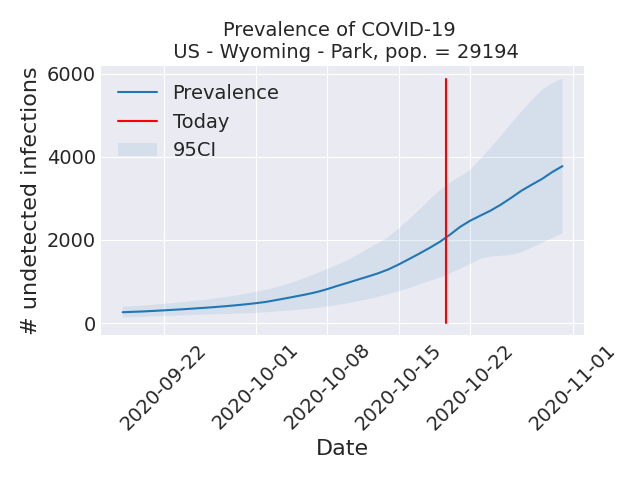 Prevalence of COVID-19
US - Wyoming - Park, pop. = 29194
# undetected infections
6000
4000
2000
0
Prevalence
Today
95CI
2020-09-22
2020-10-01
2020-10-08
2020-10-15
2020-10-22
2020-11-01
Date